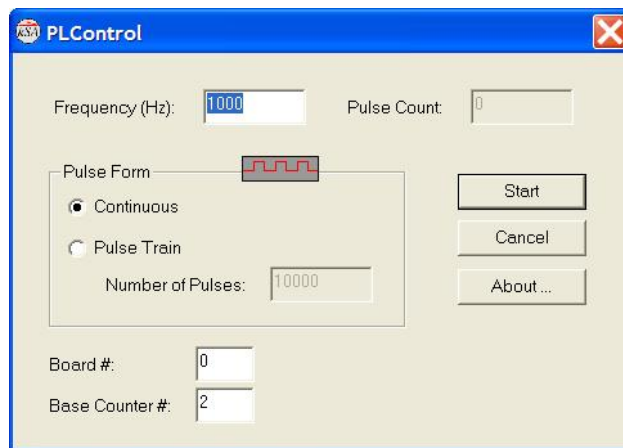 RSA PLControl
Frequency (Hz): 1000 Pulse Count: 0
Pulse Form
Continuous
Start
Pulse Train
Cancel
Number of Pulses: 10000
About ...
Board #: 0
Base Counter #: 2